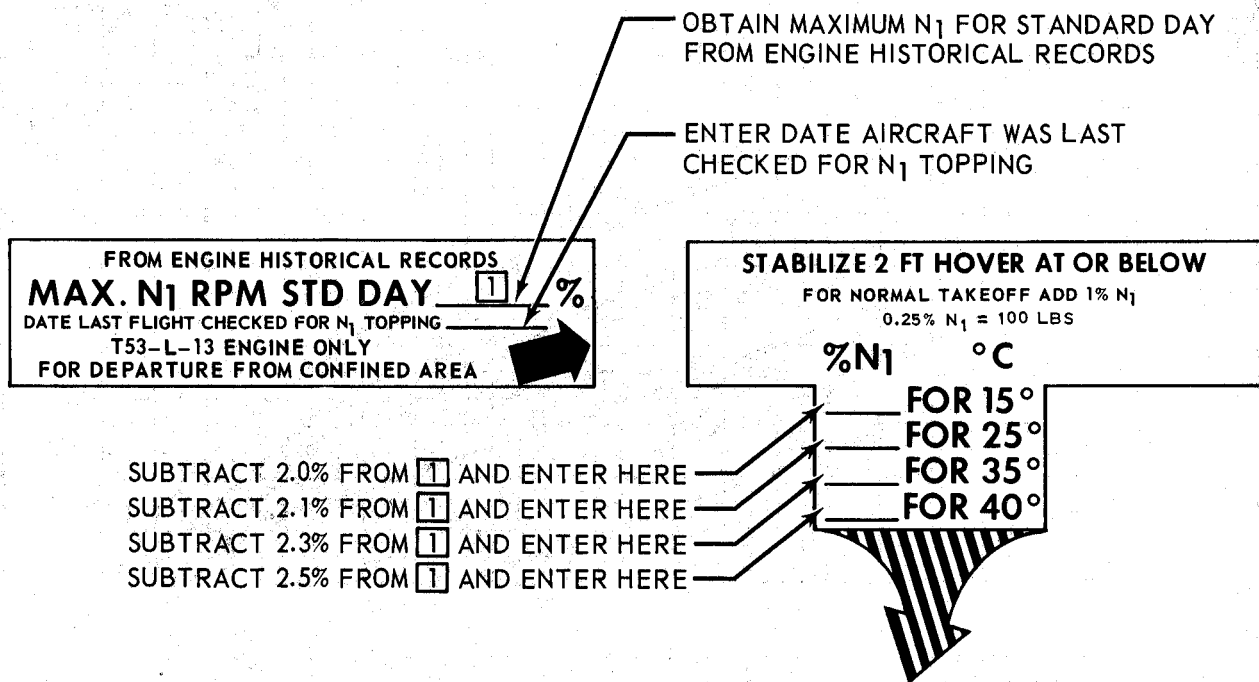 OBTAIN MAXIMUM N1 FOR STANDARD DAY
FROM ENGINE HISTORICAL RECORDS
ENTER DATE AIRCRAFT WAS LAST
CHECKED FOR N1 TOPPING
FROM ENGINE HISTORICAL RECORDS
MAX. N1 RPM STD DAY 1 %
DATE LAST FLIGHT CHECKED FOR N1 TOPPING
T53-L-13 ENGINE ONLY
FOR DEPARTURE FROM CONFINED AREA
STABILIZE 2 FT HOVER AT OR BELOW
FOR NORMAL TAKEOFF ADD 1% N1
0.25% N1 = 100 LBS
%N1 °C
FOR 15°
FOR 25°
FOR 35°
FOR 40°
SUBTRACT 2.0% FROM 1 AND ENTER HERE
SUBTRACT 2.1% FROM 1 AND ENTER HERE
SUBTRACT 2.3% FROM 1 AND ENTER HERE
SUBTRACT 2.5% FROM 1 AND ENTER HERE